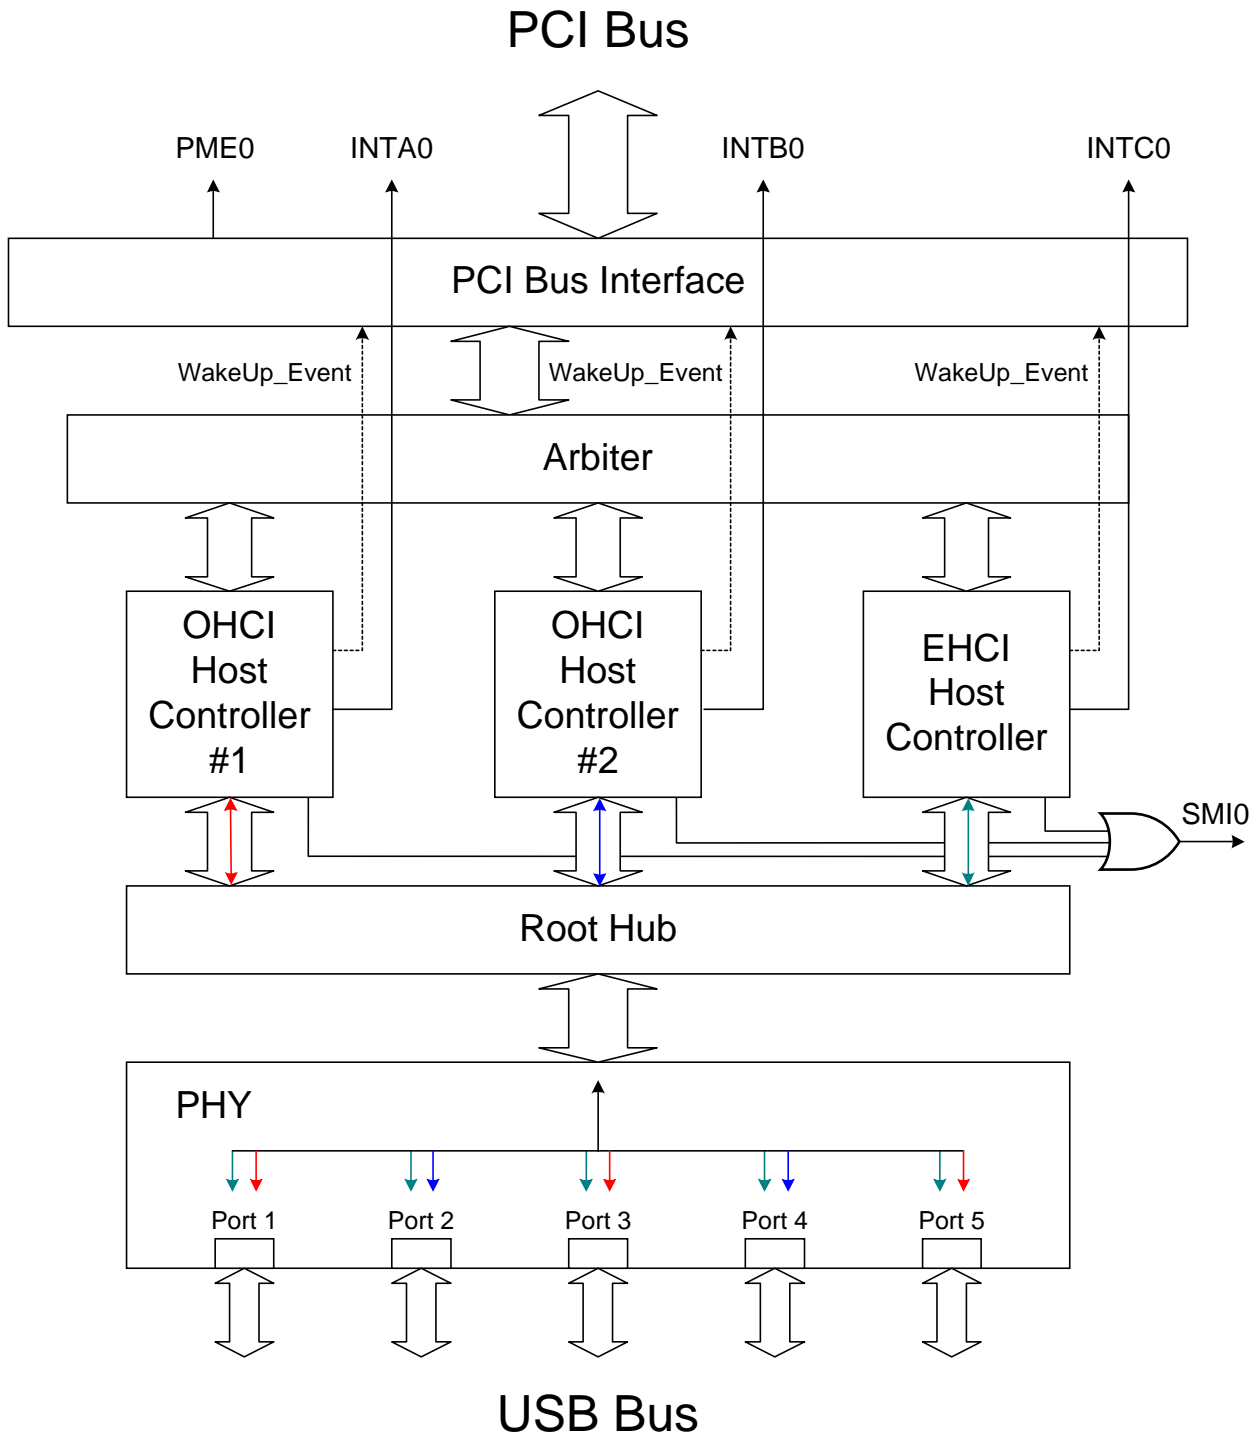 PCI Bus
PME0
INTA0
INTB0
INTC0
PCI Bus Interface
WakeUp_Event
WakeUp_Event
WakeUp_Event
Arbiter
OHCI
Host
Controller
#1
OHCI
Host
Controller
#2
EHCI
Host
Controller
SMI0
Root Hub
PHY
Port 1
Port 2
Port 3
Port 4
Port 5
USB Bus